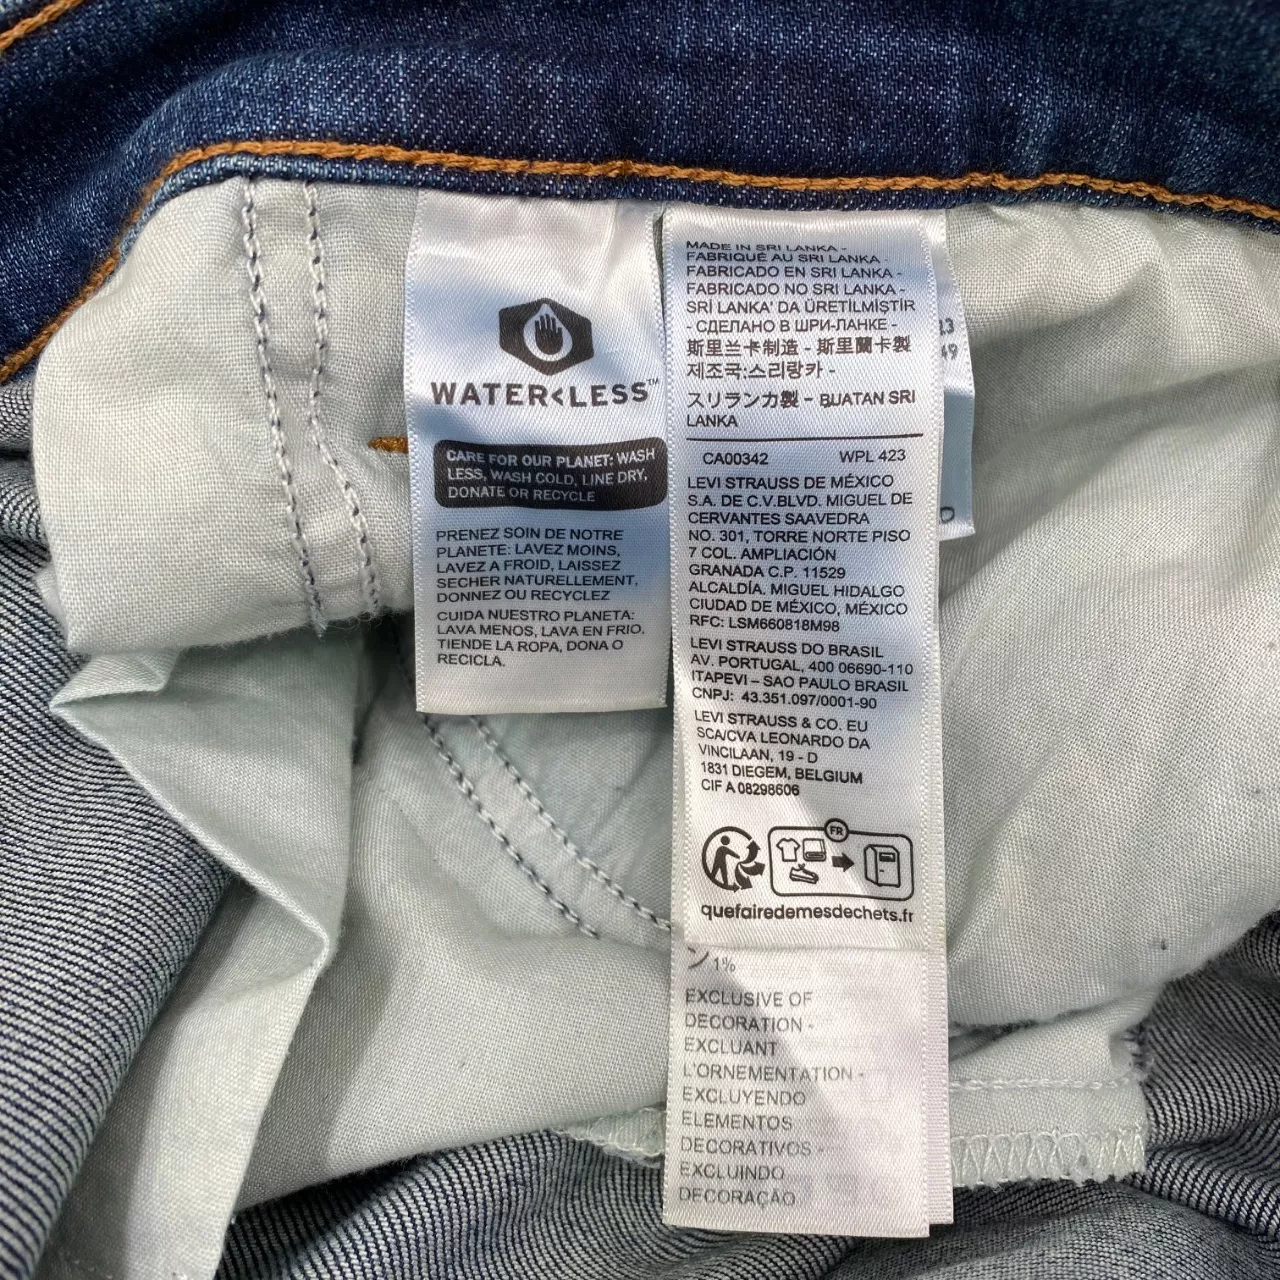 WATER<LESS™
CARE FOR OUR PLANET: WASH
LESS, WASH COLD, LINE DRY,
DONATE OR RECYCLE
PRENEZ SOIN DE NOTRE
PLANETE: LAVEZ MOINS,
LAVEZ A FROID, LAISSEZ
SECHER NATURELLEMENT,
DONNEZ OU RECYCLEZ
CUIDA NUESTRO PLANETA:
LAVA MENOS, LAVA EN FRIO,
TIENDE LA ROPA, DONA O
RECICLA.
MADE IN SRI LANKA -
FABRIQUÉ AU SRI LANKA -
FABRICADO EN SRI LANKA -
FABRICADO NO SRI LANKA -
SRİ LANKA' DA ÜRETİLMİŞTİR
- СДЕЛАНО В ШРИ-ЛАНКЕ -
斯里兰卡制造 - 斯里蘭卡製
제조국:스리랑카 -
スリランカ製 - BUATAN SRI
LANKA
CA00342 WPL 423
LEVI STRAUSS DE MÉXICO
S.A. DE C.V.BLVD. MIGUEL DE
CERVANTES SAAVEDRA
NO. 301, TORRE NORTE PISO
7 COL. AMPLIACIÓN
GRANADA C.P. 11529
ALCALDÍA. MIGUEL HIDALGO
CIUDAD DE MÉXICO, MÉXICO
RFC: LSM660818M98
LEVI STRAUSS DO BRASIL
AV. PORTUGAL, 400 06690-110
ITAPEVI – SAO PAULO BRASIL
CNPJ: 43.351.097/0001-90
LEVI STRAUSS & CO. EU
SCA/CVA LEONARDO DA
VINCILAAN, 19 - D
1831 DIEGEM, BELGIUM
CIF A 08298606
FR
quefairedemesdechets.fr
ン1%
EXCLUSIVE OF
DECORATION -
EXCLUANT
L'ORNEMENTATION -
EXCLUYENDO
ELEMENTOS
DECORATIVOS -
EXCLUINDO
DECORAÇÃO